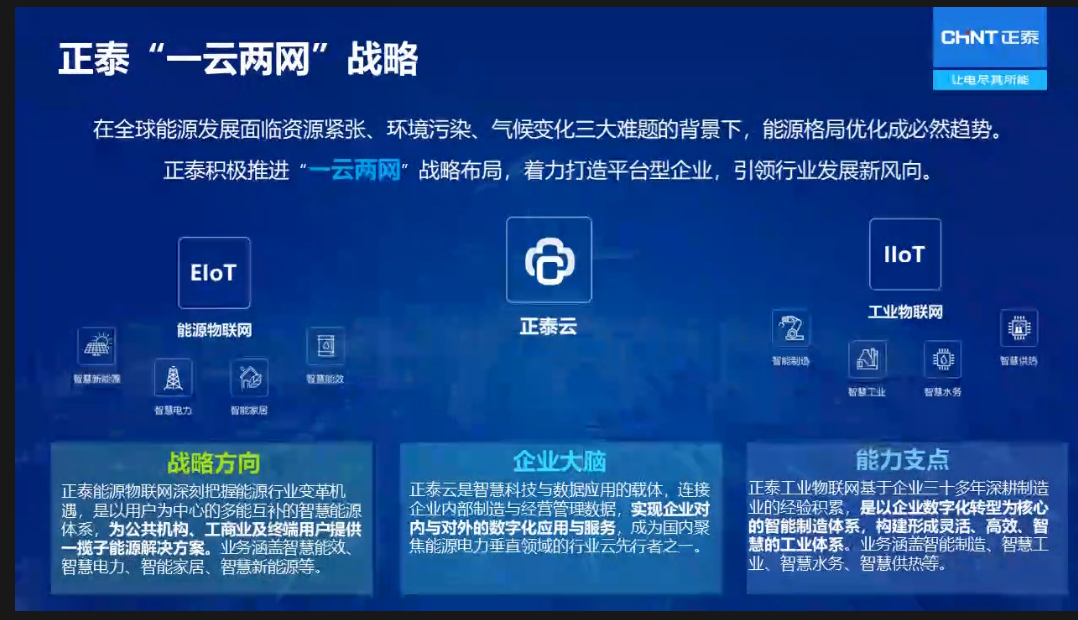 正泰“一云两网”战略
CHNT 正泰
让电尽其所能
在全球能源发展面临资源紧张、环境污染、气候变化三大难题的背景下，能源格局优化成必然趋势。
正泰积极推进“一云两网”战略布局，着力打造平台型企业，引领行业发展新风向。
EIoT
能源物联网
智慧新能源
智慧电力
智能家居
智慧能效
正泰云
IIoT
工业物联网
智能制造
智慧工业
智慧水务
智慧供热
战略方向
正泰能源物联网深刻把握能源行业变革机
遇，是以用户为中心的多能互补的智慧能源
体系，为公共机构、工商业及终端用户提供
一揽子能源解决方案。业务涵盖智慧能效、
智慧电力、智能家居、智慧新能源等。
企业大脑
正泰云是智慧科技与数据应用的载体，连接
企业内部制造与经营管理数据，实现企业对
内与对外的数字化应用与服务，成为国内聚
焦能源电力垂直领域的行业云先行者之一。
能力支点
正泰工业物联网基于企业三十多年深耕制造
业的经验积累，是以企业数字化转型为核心
的智能制造体系，构建形成灵活、高效、智
慧的工业体系。业务涵盖智能制造、智慧工
业、智慧水务、智慧供热等。